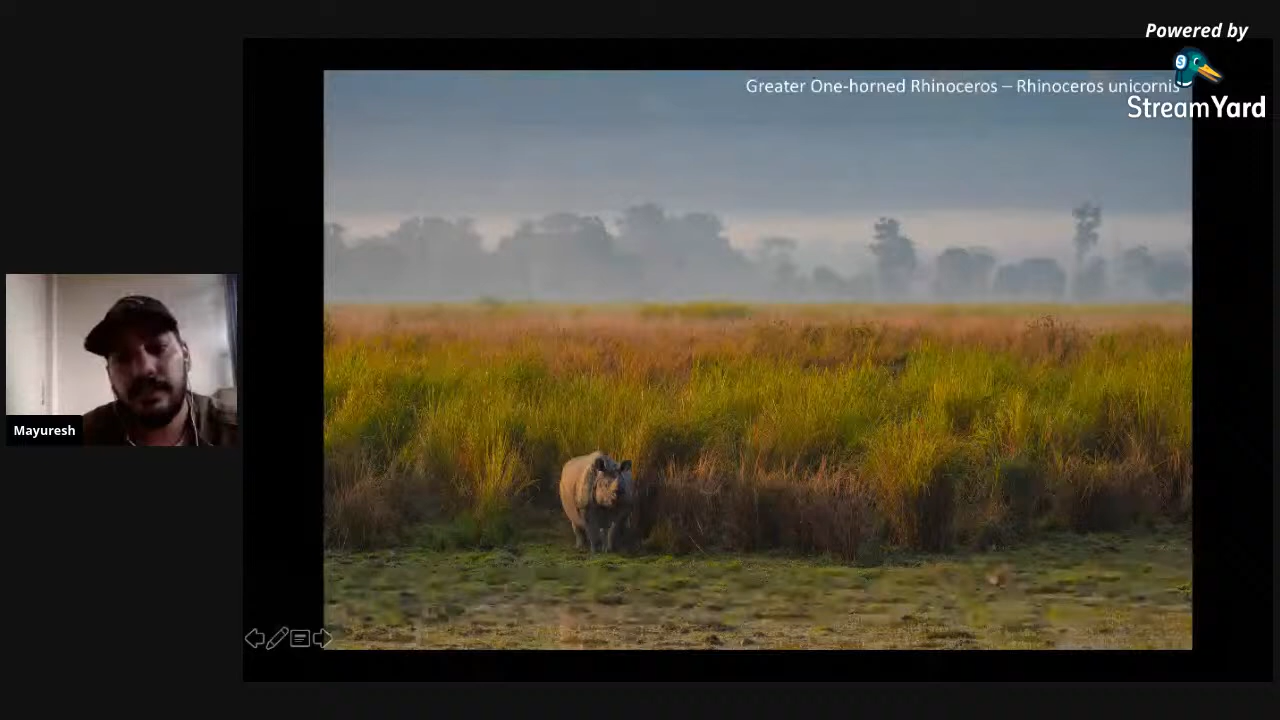 Powered by
StreamYard
Greater One-horned Rhinoceros – Rhinoceros unicornis
Mayuresh